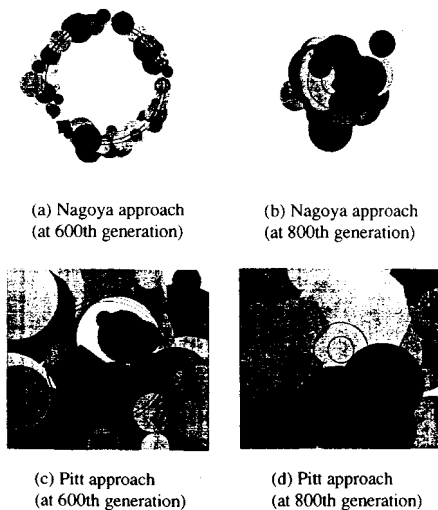 (a) Nagoya approach
(at 600th generation)
(b) Nagoya approach
(at 800th generation)
(c) Pitt approach
(at 600th generation)
(d) Pitt approach
(at 800th generation)